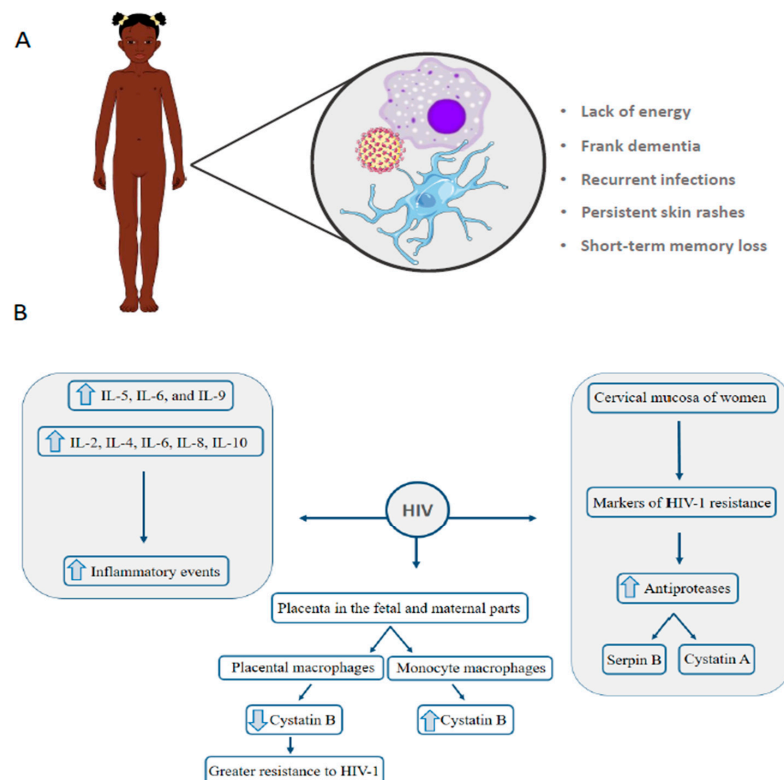 A
• Lack of energy
• Frank dementia
• Recurrent infections
• Persistent skin rashes
• Short-term memory loss
B
IL-5, IL-6, and IL-9
IL-2, IL-4, IL-6, IL-8, IL-10
Inflammatory events
HIV
Placenta in the fetal and maternal parts
Placental macrophages
Monocyte macrophages
Cystatin B
Cystatin B
Greater resistance to HIV-1
Cervical mucosa of women
Markers of HIV-1 resistance
Antiproteases
Serpin B
Cystatin A